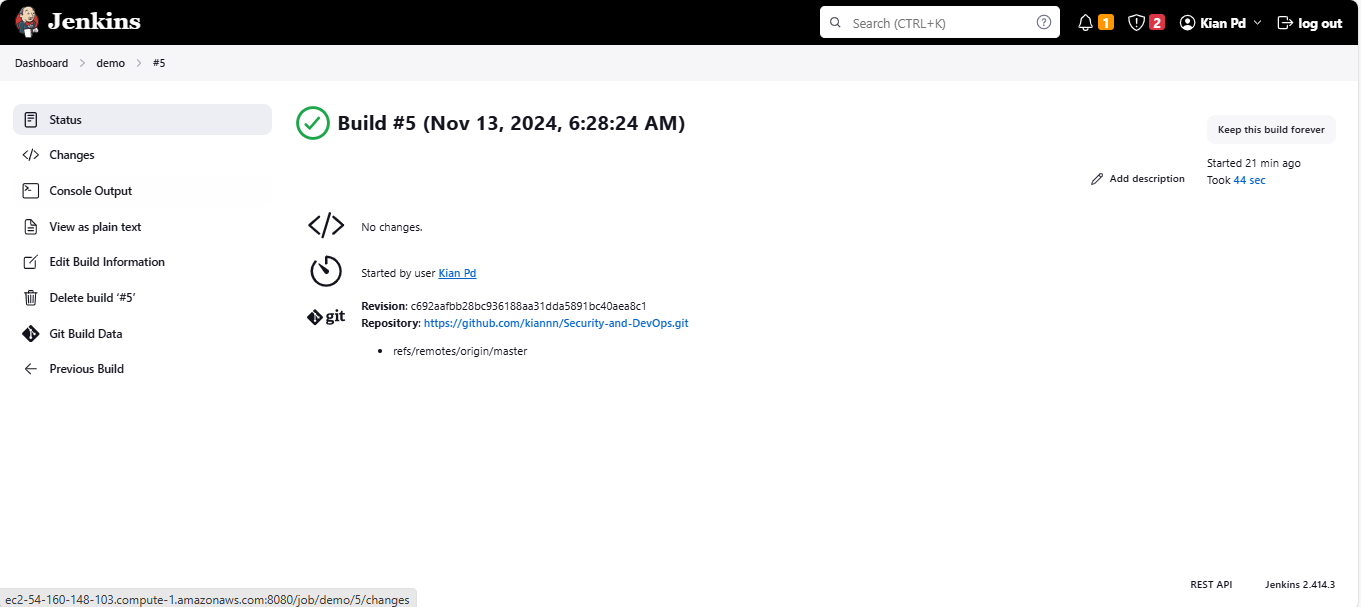 Jenkins
Search (CTRL+K)
1
2
Kian Pd
log out
Dashboard
demo
#5
Status
Changes
Console Output
View as plain text
Edit Build Information
Delete build ‘#5’
Git Build Data
Previous Build
Build #5 (Nov 13, 2024, 6:28:24 AM)
Keep this build forever
Add description
Started 21 min ago
Took 44 sec
No changes.
Started by user Kian Pd
git
Revision: c692aafbb28bc936188aa31dda5891bc40aea8c1
Repository: https://github.com/kiannn/Security-and-DevOps.git
refs/remotes/origin/master
REST API
Jenkins 2.414.3
ec2-54-160-148-103.compute-1.amazonaws.com:8080/job/demo/5/changes